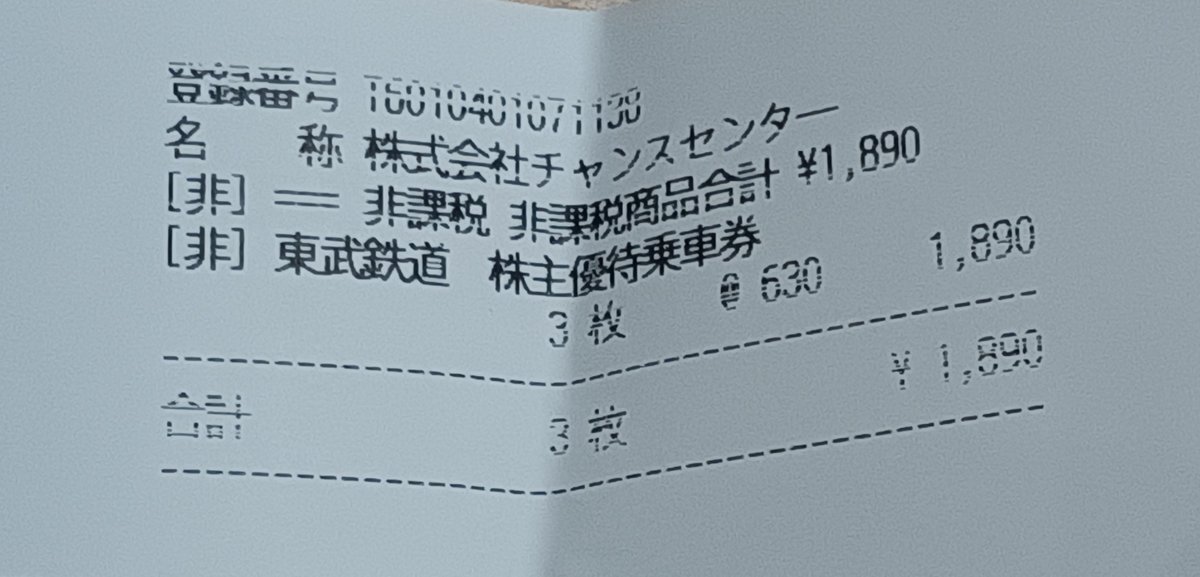 登録番号 T6010401071138
名 称 株式会社チャンスセンター
[非] == 非課税 非課税商品合計 ¥1,890
[非] 東武鉄道 株主優待乗車券
3 枚 @ 630 1,890
合計 3 枚 ¥ 1,890